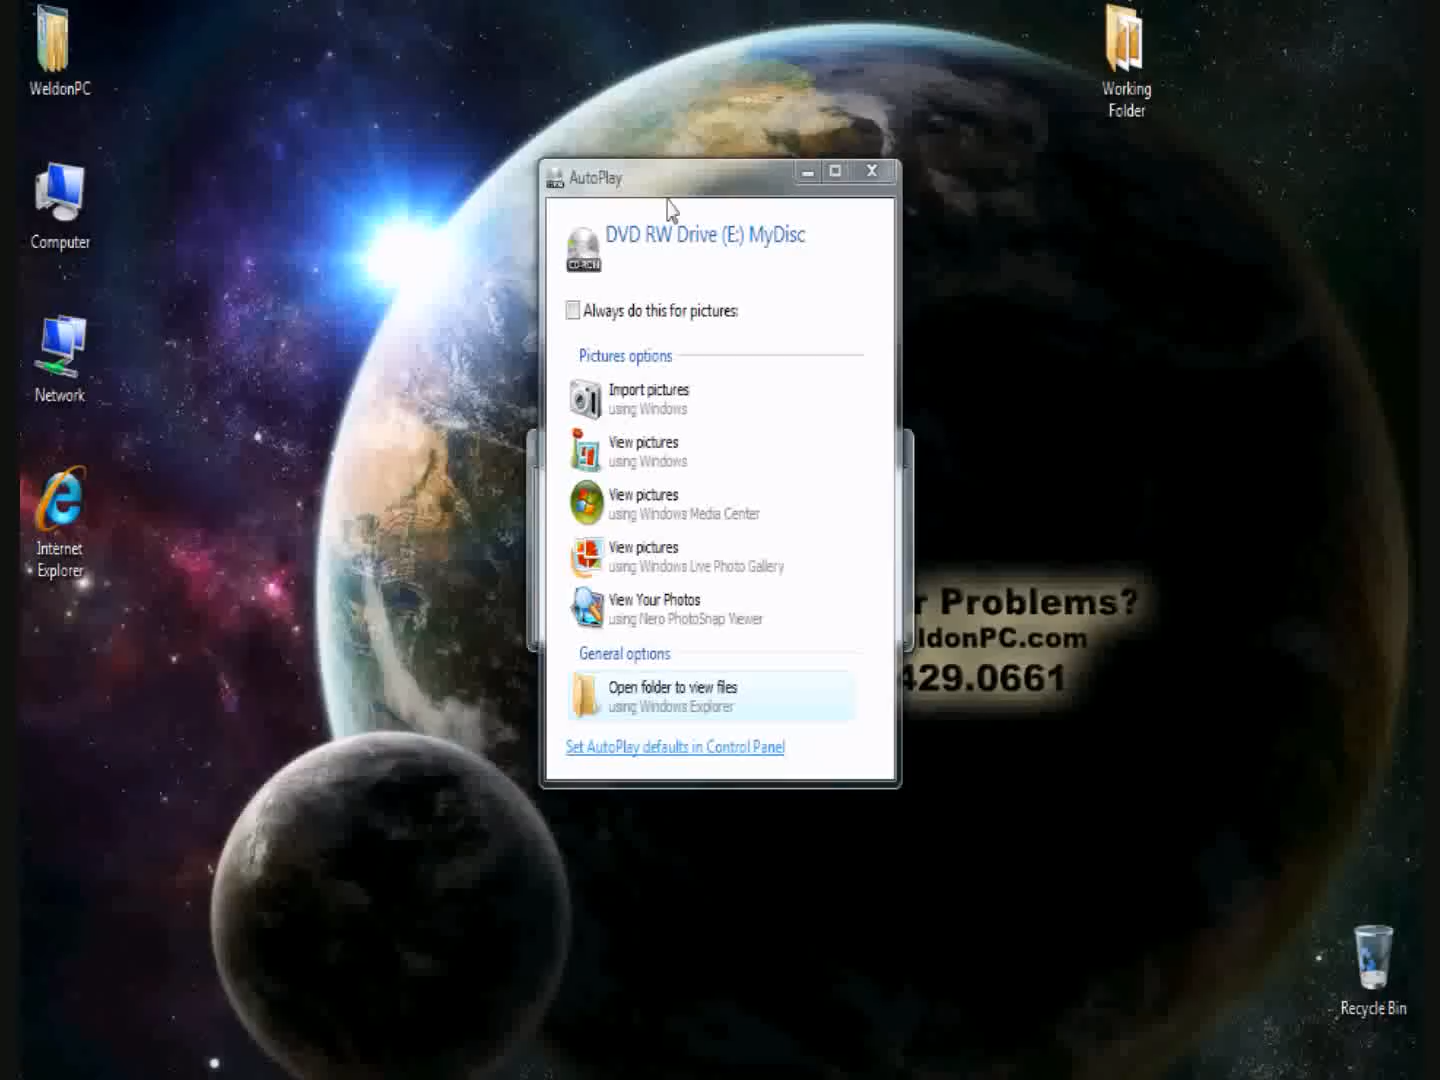 WeldonPC
Computer
Network
Internet
Explorer
Working
Folder
AutoPlay
DVD RW Drive (E:) MyDisc
Always do this for pictures:
Pictures options
Import pictures
using Windows
View pictures
using Windows
View pictures
using Windows Media Center
View pictures
using Windows Live Photo Gallery
View Your Photos
using Nero PhotoSnap Viewer
General options
Open folder to view files
using Windows Explorer
Set AutoPlay defaults in Control Panel
r Problems?
ldonPC.com
429.0661
Recycle Bin